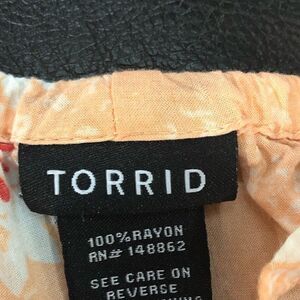 TORRID
100% RAYON
RN# 148862
SEE CARE ON
REVERSE